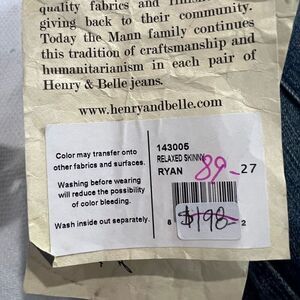 quality fabrics and
giving back to their community.
Today the Mann family continues
this tradition of craftsmanship and
humanitarianism in each pair of
Henry & Belle jeans.
www.henryandbelle.com
Color may transfer onto
other fabrics and surfaces.
Washing before wearing
will reduce the possibility
of color bleeding.
Wash inside out separately.
143005
RELAXED SKINNY
RYAN 89- 27
8 2
$198-